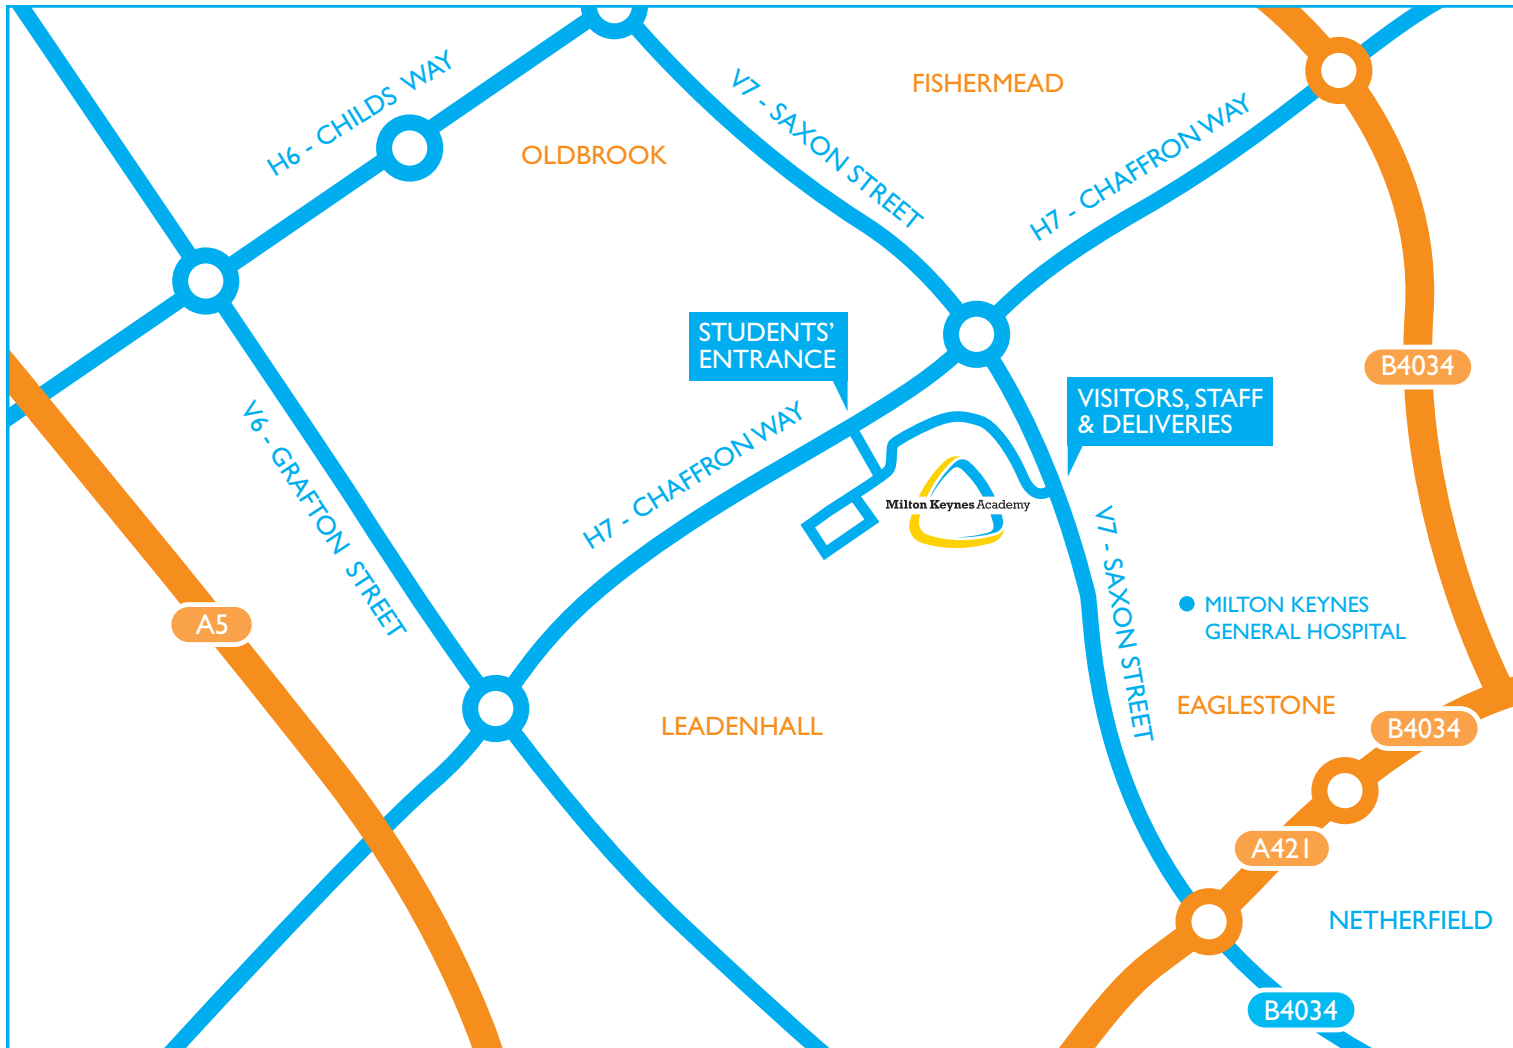 H6 - CHILDS WAY
V7 - SAXON STREET
FISHERMEAD
OLDBROOK
H7 - CHAFFRON WAY
STUDENTS’
ENTRANCE
B4034
VISITORS, STAFF
& DELIVERIES
V6 - GRAFTON STREET
H7 - CHAFFRON WAY
Milton Keynes Academy
V7 - SAXON STREET
A5
MILTON KEYNES
GENERAL HOSPITAL
EAGLESTONE
LEADENHALL
B4034
A421
NETHERFIELD
B4034